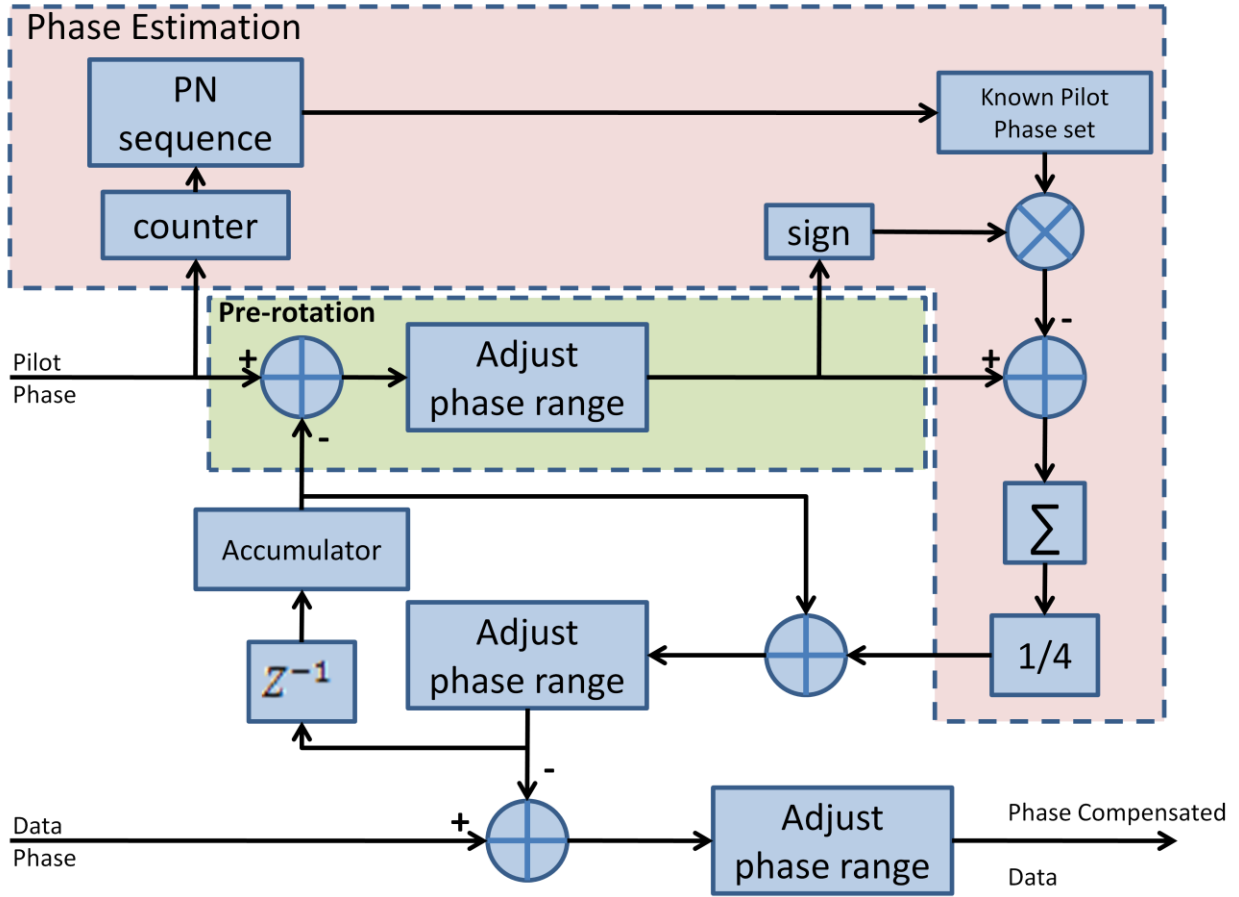 Phase Estimation
PN
sequence
Known Pilot
Phase set
counter
sign
Pre-rotation
Pilot
Phase
+
-
Adjust
phase range
+
-
Accumulator
∑
Adjust
phase range
1/4
Z⁻¹
-
Data
Phase
+
Adjust
phase range
Phase Compensated
Data